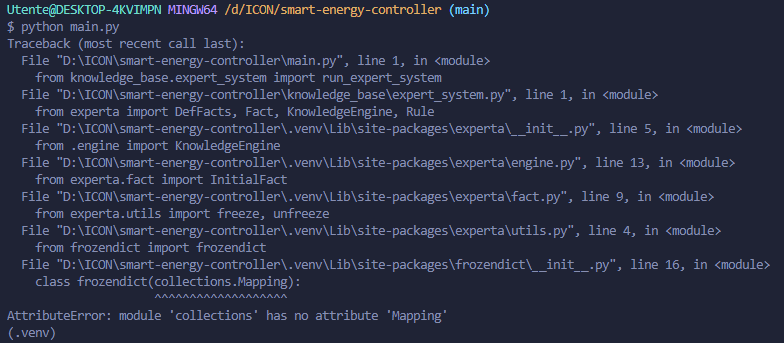 Utente@DESKTOP-4KVIMPN MINGW64 /d/ICON/smart-energy-controller (main)
$ python main.py
Traceback (most recent call last):
  File "D:\ICON\smart-energy-controller\main.py", line 1, in <module>
    from knowledge_base.expert_system import run_expert_system
  File "D:\ICON\smart-energy-controller\knowledge_base\expert_system.py", line 1, in <module>
    from experta import DefFacts, Fact, KnowledgeEngine, Rule
  File "D:\ICON\smart-energy-controller\.venv\Lib\site-packages\experta\__init__.py", line 5, in <module>
    from .engine import KnowledgeEngine
  File "D:\ICON\smart-energy-controller\.venv\Lib\site-packages\experta\engine.py", line 13, in <module>
    from experta.fact import InitialFact
  File "D:\ICON\smart-energy-controller\.venv\Lib\site-packages\experta\fact.py", line 9, in <module>
    from experta.utils import freeze, unfreeze
  File "D:\ICON\smart-energy-controller\.venv\Lib\site-packages\experta\utils.py", line 4, in <module>
    from frozendict import frozendict
  File "D:\ICON\smart-energy-controller\.venv\Lib\site-packages\frozendict\__init__.py", line 16, in <module>
    class frozendict(collections.Mapping):
                     ^^^^^^^^^^^^^^^^^^^
AttributeError: module 'collections' has no attribute 'Mapping'
(.venv)